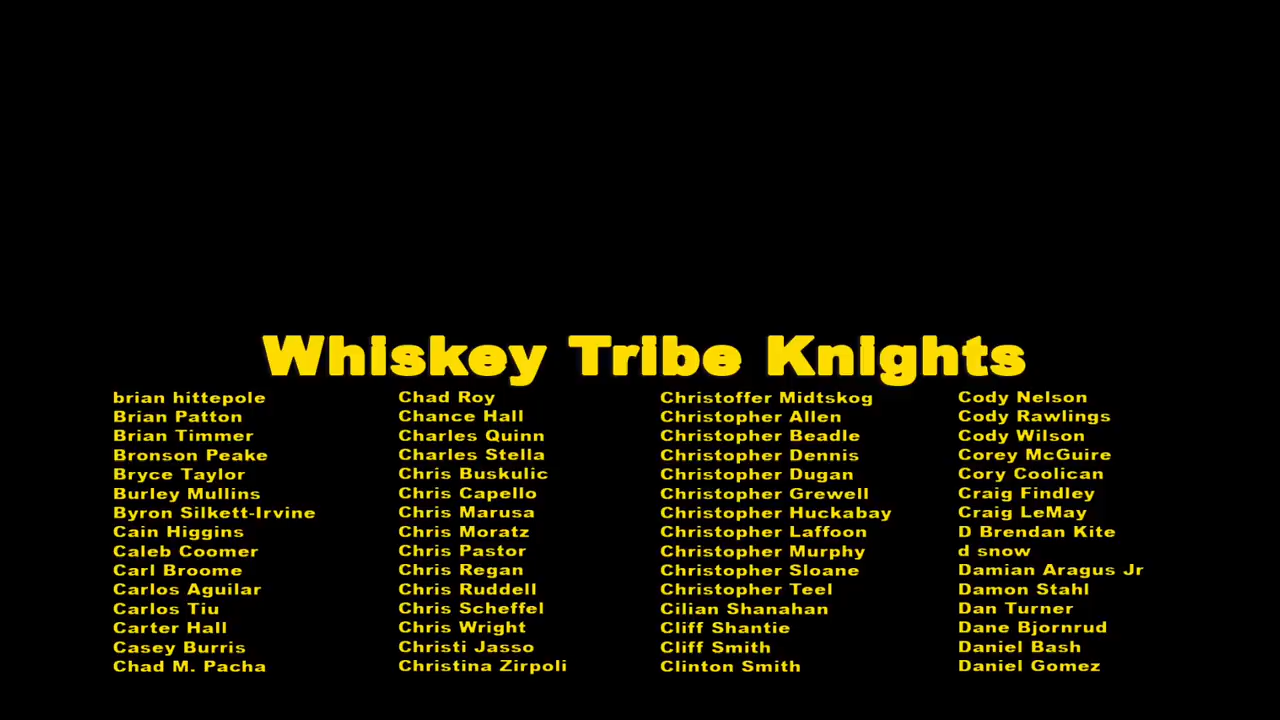 Whiskey Tribe Knights
brian hittepole
Brian Patton
Brian Timmer
Bronson Peake
Bryce Taylor
Burley Mullins
Byron Silkett-Irvine
Cain Higgins
Caleb Coomer
Carl Broome
Carlos Aguilar
Carlos Tiu
Carter Hall
Casey Burris
Chad M. Pacha
Chad Roy
Chance Hall
Charles Quinn
Charles Stella
Chris Buskulic
Chris Capello
Chris Marusa
Chris Moratz
Chris Pastor
Chris Regan
Chris Ruddell
Chris Scheffel
Chris Wright
Christi Jasso
Christina Zirpoli
Christoffer Midtskog
Christopher Allen
Christopher Beadle
Christopher Dennis
Christopher Dugan
Christopher Grewell
Christopher Huckabay
Christopher Laffoon
Christopher Murphy
Christopher Sloane
Christopher Teel
Cilian Shanahan
Cliff Shantie
Cliff Smith
Clinton Smith
Cody Nelson
Cody Rawlings
Cody Wilson
Corey McGuire
Cory Coolican
Craig Findley
Craig LeMay
D Brendan Kite
d snow
Damian Aragus Jr
Damon Stahl
Dan Turner
Dane Bjornrud
Daniel Bash
Daniel Gomez